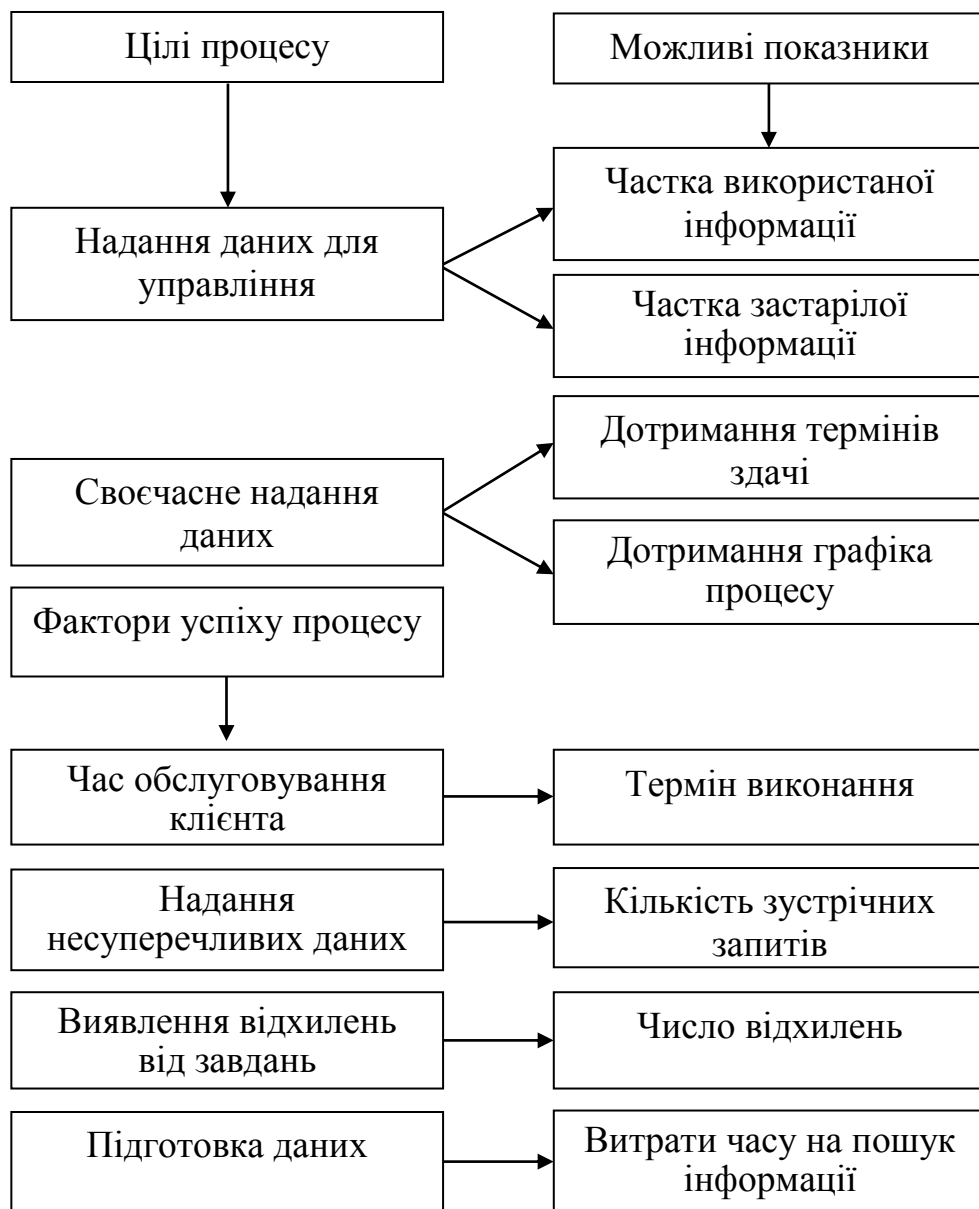 Цілі процесу
Можливі показники
Надання даних для
управління
Частка використаної
інформації
Частка застарілої
інформації
Своєчасне надання
даних
Дотримання термінів
здачі
Дотримання графіка
процесу
Фактори успіху процесу
Час обслуговування
клієнта
Термін виконання
Надання
несуперечливих даних
Кількість зустрічних
запитів
Виявлення відхилень
від завдань
Число відхилень
Підготовка даних
Витрати часу на пошук
інформації